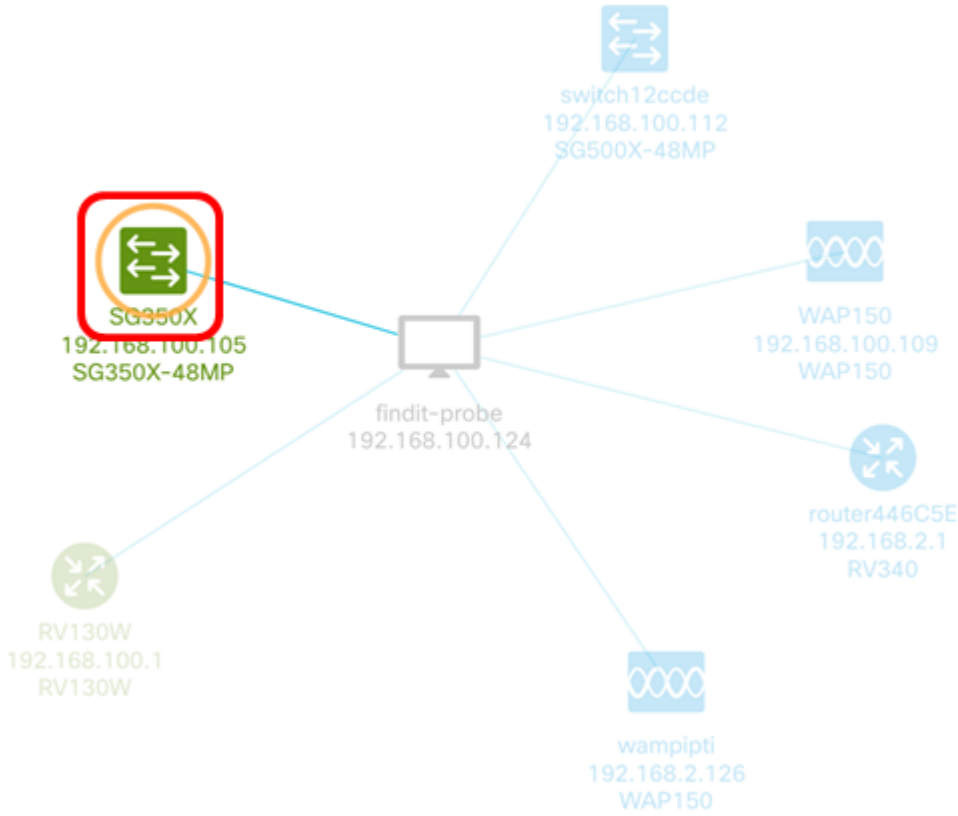 switch12ccde
192.168.100.112
SG500X-48MP
SG350X
192.168.100.105
SG350X-48MP
WAP150
192.168.100.109
WAP150
findit-probe
192.168.100.124
router446C5E
192.168.2.1
RV340
RV130W
192.168.100.1
RV130W
wampipti
192.168.2.126
WAP150